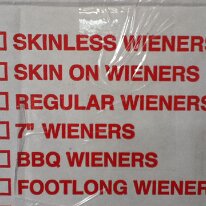 SKINLESS WIENERS
SKIN ON WIENERS
REGULAR WIENERS
7" WIENERS
BBQ WIENERS
FOOTLONG WIENER